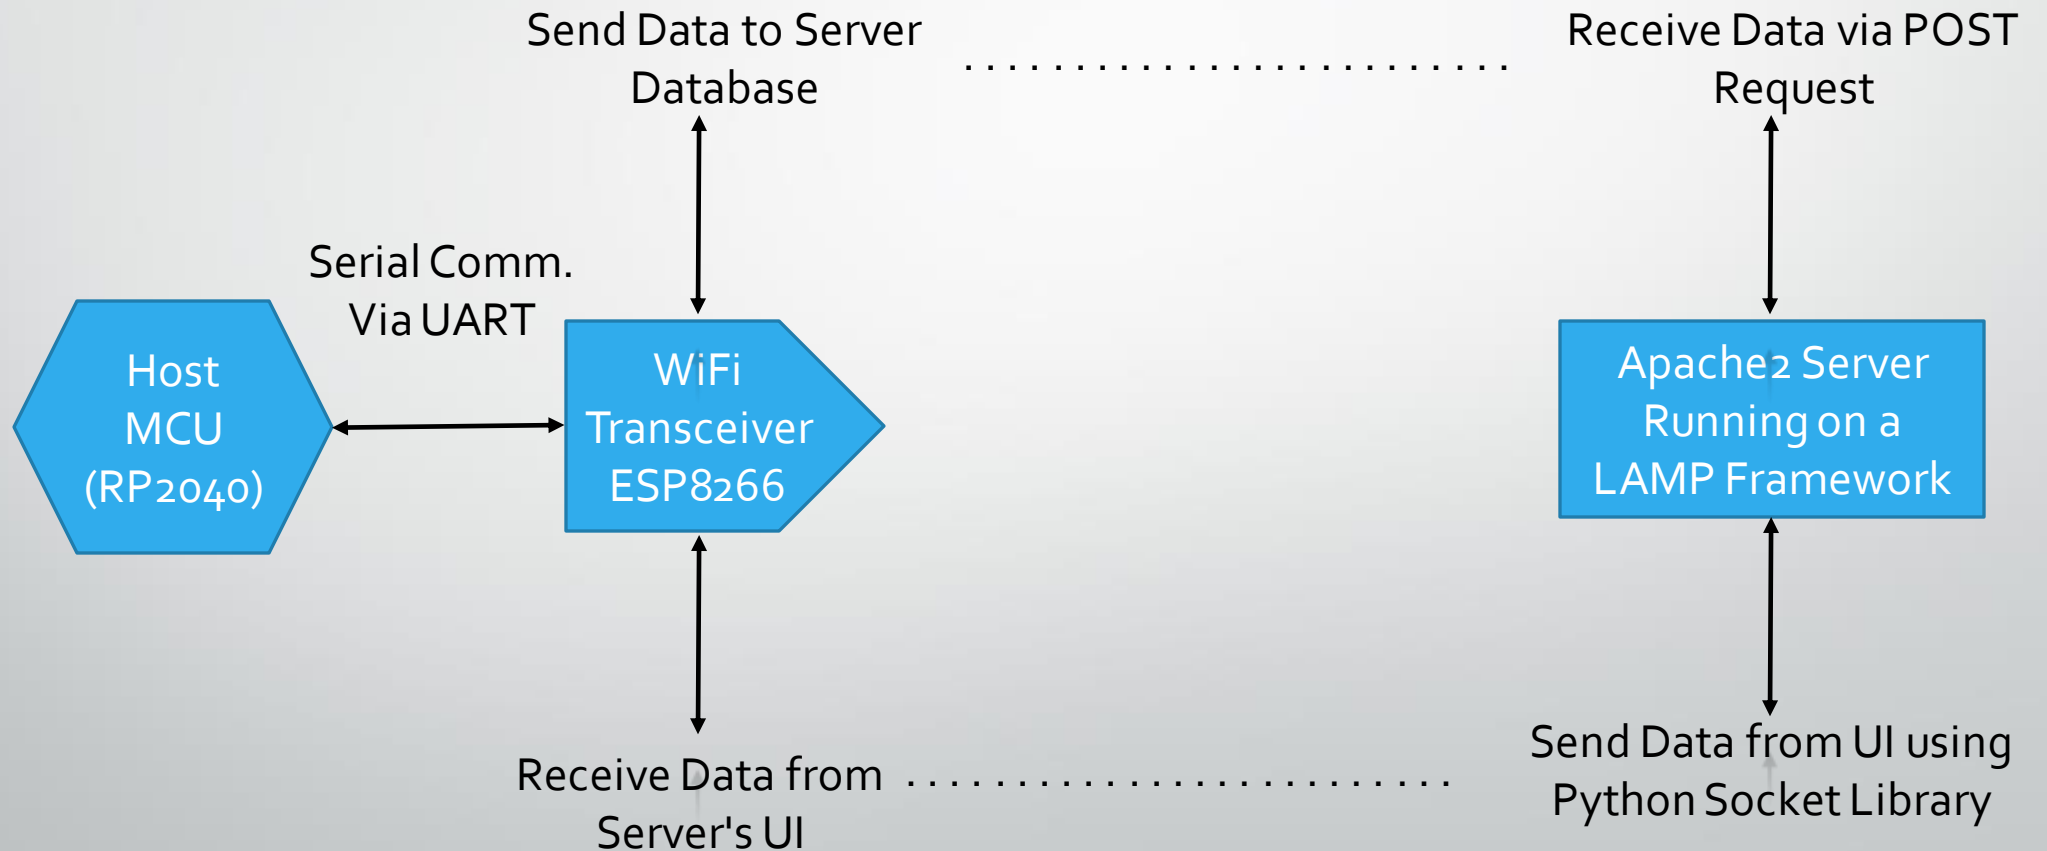 Send Data to Server
Database
Receive Data via POST
Request
Serial Comm.
Via UART
Host
MCU
(RP2040)
WiFi
Transceiver
ESP8266
Apache2 Server
Running on a
LAMP Framework
Receive Data from
Server's UI
Send Data from UI using
Python Socket Library